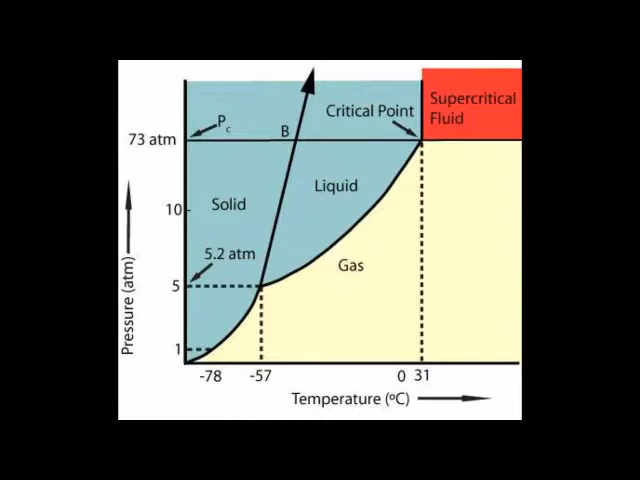 Supercritical
Fluid
Critical Point
P c
B
73 atm
Liquid
Solid
10
5.2 atm
Gas
5
1
Pressure (atm)
-78 -57 0 31
Temperature (ºC)